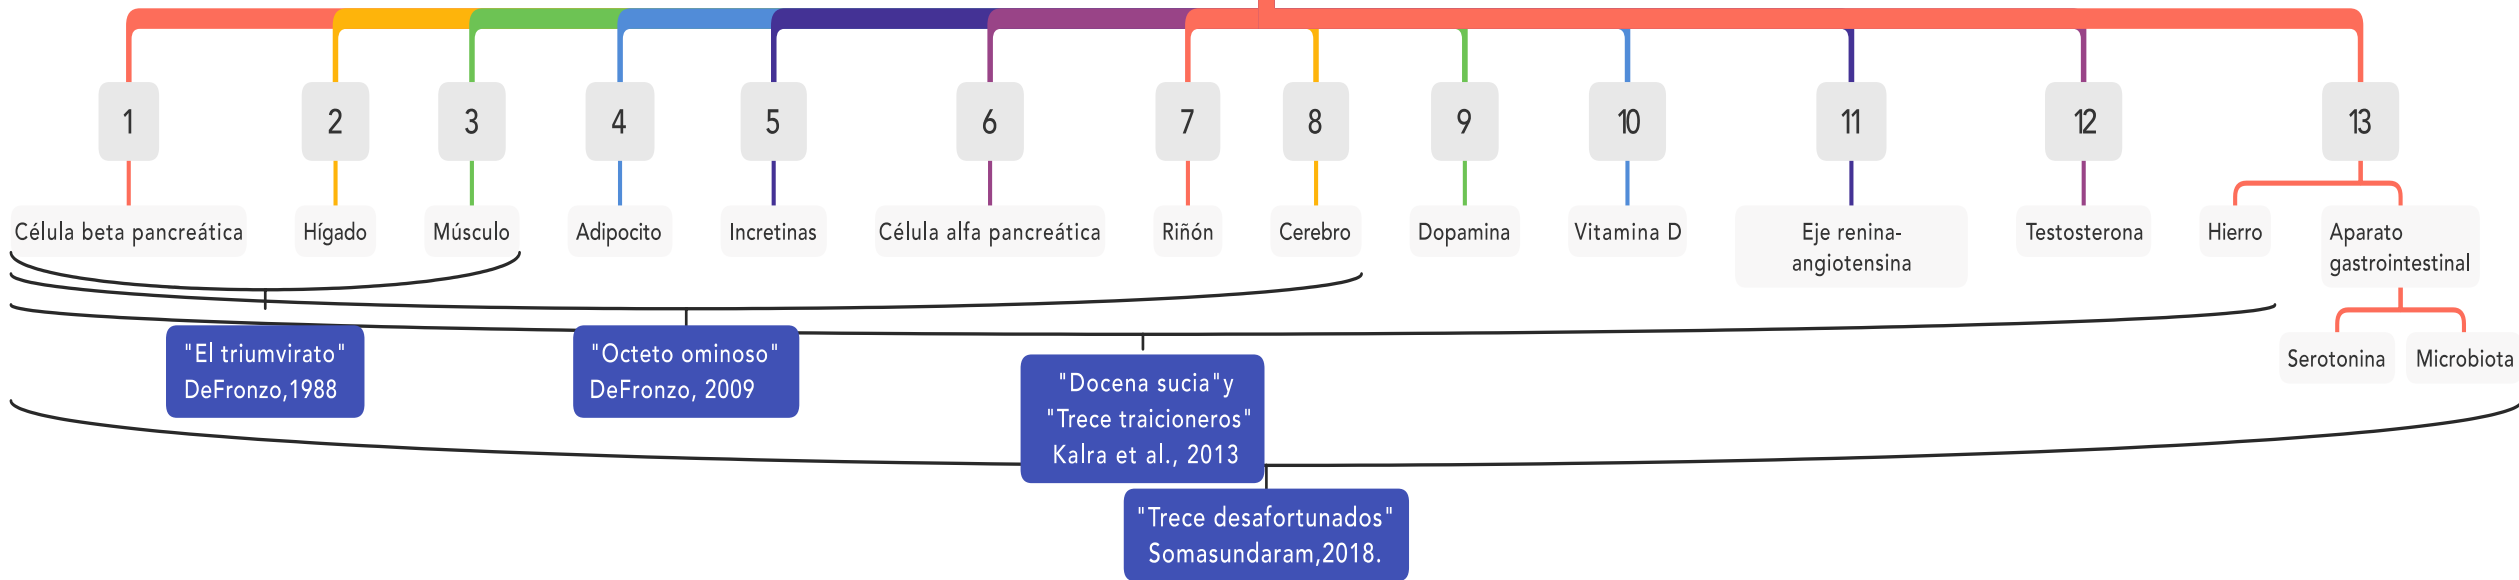 1
2
3
4
5
6
7
8
9
10
11
12
13
Célula beta pancreática
Hígado
Músculo
Adipocito
Incretinas
Célula alfa pancreática
Riñón
Cerebro
Dopamina
Vitamina D
Eje renina-
angiotensina
Testosterona
Hierro
Aparato
gastrointestinal
Serotonina
Microbiota
"El triumvirato"
DeFronzo,1988
"Octeto ominoso"
DeFronzo, 2009
"Docena sucia"y
"Trece traicioneros"
Kalra et al., 2013
"Trece desafortunados"
Somasundaram,2018.